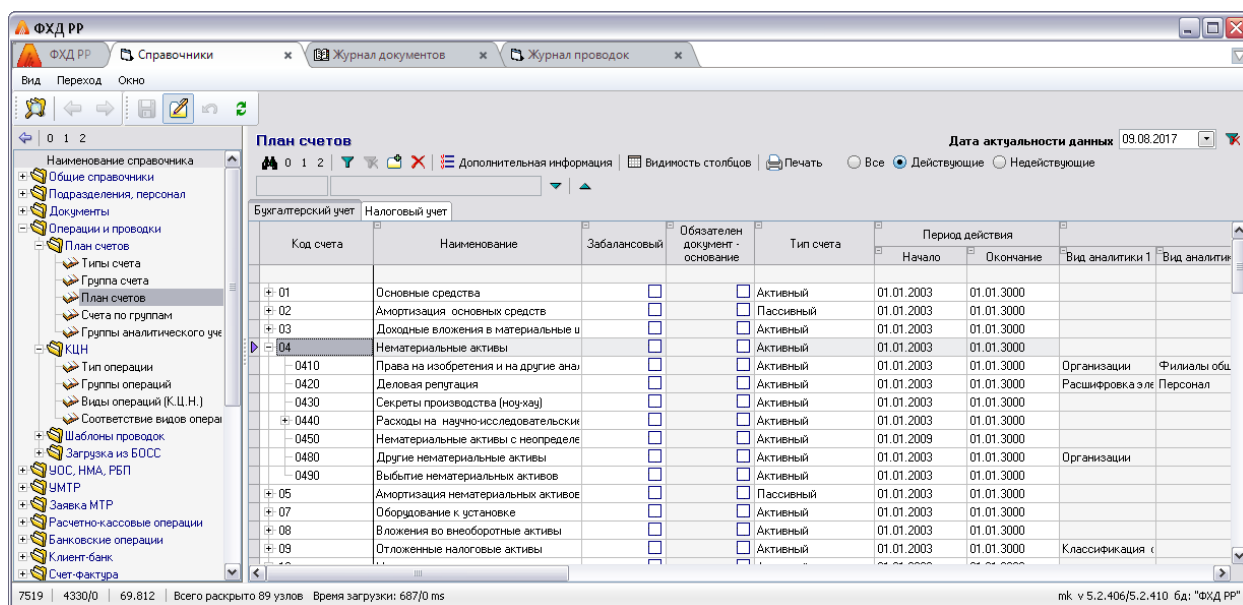 ФХД РР
ФХД РР Справочники Журнал документов Журнал проводок
Вид Переход Окно
0 1 2
Наименование справочника
Общие справочники
Подразделения, персонал
Документы
Операции и проводки
План счетов
Типы счета
Группа счета
План счетов
Счета по группам
Группы аналитического уче
КЦН
Тип операции
Группы операций
Виды операций (К.Ц.Н.)
Соответствие видов опера
Шаблоны проводок
Загрузка из БОСС
УОС, НМА, РБП
УМТР
Заявка МТР
Расчетно-кассовые операции
Банковские операции
Клиент-банк
Счет-фактура
План счетов Дата актуальности данных 09.08.2017
0 1 2 Дополнительная информация Видимость столбцов Печать Все Действующие Недействующие
Бухгалтерский учет Налоговый учет
Код счета Наименование Забалансовый Обязателен документ - основание Тип счета Период действия
Начало Окончание Вид аналитики 1 Вид аналитик
01 Основные средства Активный 01.01.2003 01.01.3000
02 Амортизация основных средств Пассивный 01.01.2003 01.01.3000
03 Доходные вложения в материальные ц Активный 01.01.2003 01.01.3000
04 Нематериальные активы Активный 01.01.2003 01.01.3000
0410 Права на изобретения и на другие ана Активный 01.01.2003 01.01.3000 Организации Филиалы общ
0420 Деловая репутация Активный 01.01.2003 01.01.3000 Расшифровка эле Персонал
0430 Секреты производства (ноу-хау) Активный 01.01.2003 01.01.3000
0440 Расходы на научно-исследовательские Активный 01.01.2003 01.01.3000
0450 Нематериальные активы с неопределе Активный 01.01.2009 01.01.3000
0480 Другие нематериальные активы Активный 01.01.2003 01.01.3000 Организации
0490 Выбытие нематериальных активов Активный 01.01.2003 01.01.3000
05 Амортизация нематериальных активов Пассивный 01.01.2003 01.01.3000
07 Оборудование к установке Активный 01.01.2003 01.01.3000
08 Вложения во внеоборотные активы Активный 01.01.2003 01.01.3000
09 Отложенные налоговые активы Активный 01.01.2003 01.01.3000 Классификация
7519 4330/0 69.812 Всего раскрыто 89 узлов Время загрузки: 687/0 ms mk v 5.2.406/5.2.410 бд: "ФХД РР"